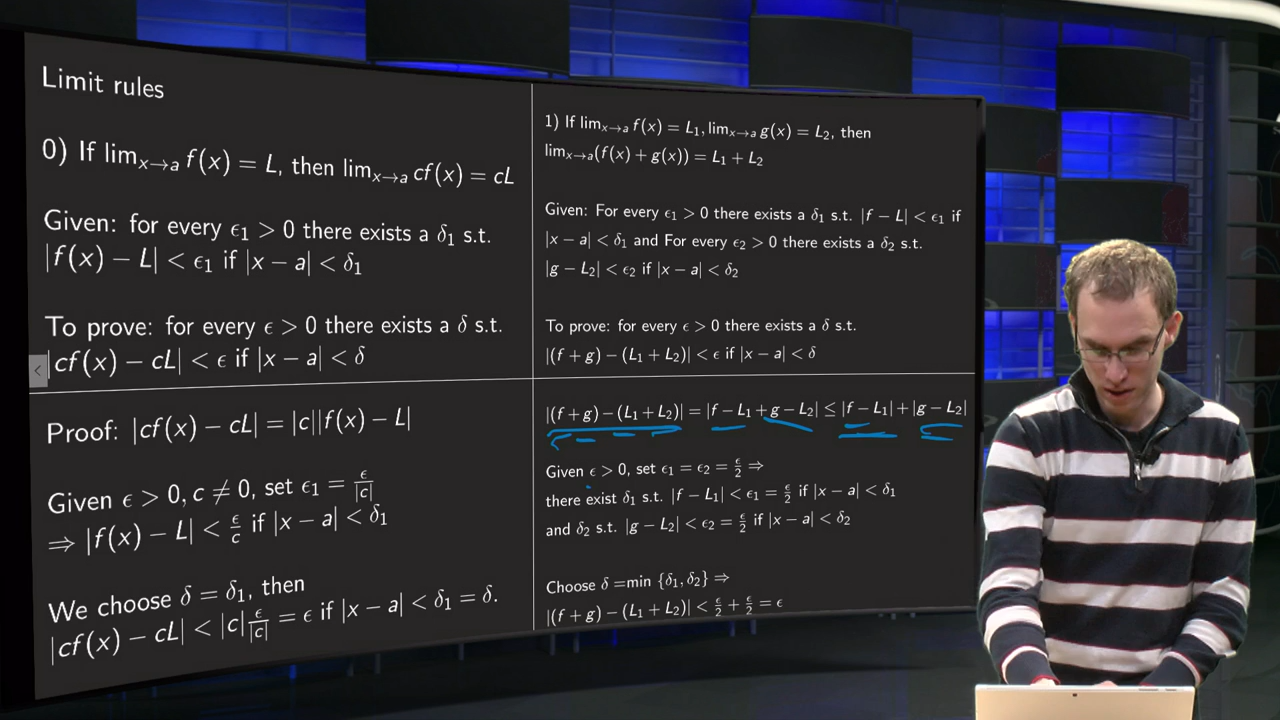 Limit rules
0) If lim_{x→a} f(x) = L, then lim_{x→a} cf(x) = cL
Given: for every ϵ₁ > 0 there exists a δ₁ s.t.
|f(x) − L| < ϵ₁ if |x − a| < δ₁
To prove: for every ϵ > 0 there exists a δ s.t.
|cf(x) − cL| < ϵ if |x − a| < δ
Proof: |cf(x) − cL| = |c||f(x) − L|
Given ϵ > 0, c ≠ 0, set ϵ₁ = ϵ/|c|
⇒ |f(x) − L| < ϵ/c if |x − a| < δ₁
We choose δ = δ₁, then
|cf(x) − cL| < |c| ϵ/|c| = ϵ if |x − a| < δ₁ = δ.
1) If lim_{x→a} f(x) = L₁, lim_{x→a} g(x) = L₂, then
lim_{x→a}(f(x) + g(x)) = L₁ + L₂
Given: For every ϵ₁ > 0 there exists a δ₁ s.t. |f − L| < ϵ₁ if
|x − a| < δ₁ and For every ϵ₂ > 0 there exists a δ₂ s.t.
|g − L₂| < ϵ₂ if |x − a| < δ₂
To prove: for every ϵ > 0 there exists a δ s.t.
|(f + g) − (L₁ + L₂)| < ϵ if |x − a| < δ
|(f + g) − (L₁ + L₂)| = |f − L₁ + g − L₂| ≤ |f − L₁| + |g − L₂|
Given ϵ > 0, set ϵ₁ = ϵ₂ = ϵ/2 ⇒
there exist δ₁ s.t. |f − L₁| < ϵ₁ = ϵ/2 if |x − a| < δ₁
and δ₂ s.t. |g − L₂| < ϵ₂ = ϵ/2 if |x − a| < δ₂
Choose δ =min {δ₁, δ₂} ⇒
|(f + g) − (L₁ + L₂)| < ϵ/2 + ϵ/2 = ϵ